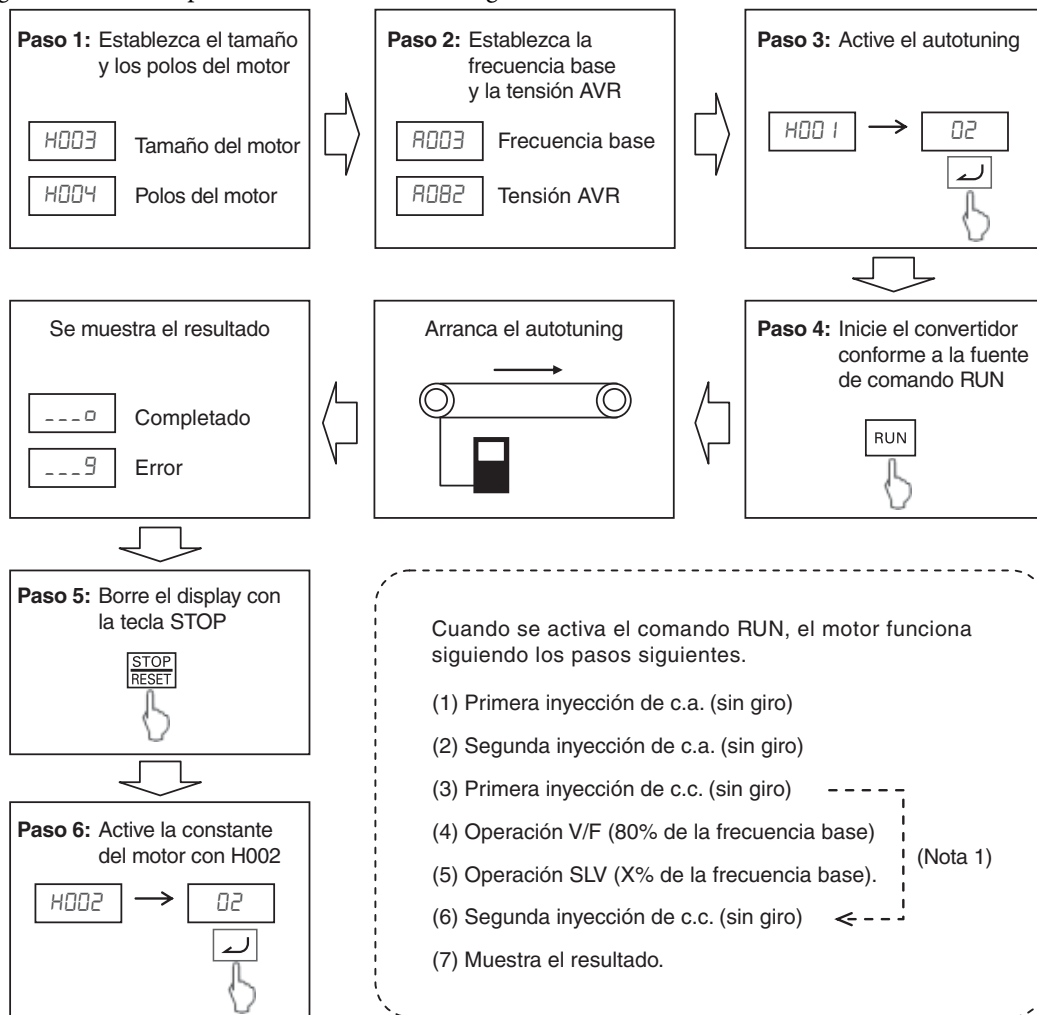 Paso 1: Establezca el tamaño
y los polos del motor
H003 Tamaño del motor
H004 Polos del motor
Paso 2: Establezca la
frecuencia base
y la tensión AVR
A003 Frecuencia base
A082 Tensión AVR
Paso 3: Active el autotuning
H001 → 02
Paso 4: Inicie el convertidor
conforme a la fuente
de comando RUN
RUN
Arranca el autotuning
Se muestra el resultado
___o Completado
___9 Error
Paso 5: Borre el display con
la tecla STOP
STOP
RESET
Paso 6: Active la constante
del motor con H002
H002 → 02
Cuando se activa el comando RUN, el motor funciona
siguiendo los pasos siguientes.
(1) Primera inyección de c.a. (sin giro)
(2) Segunda inyección de c.a. (sin giro)
(3) Primera inyección de c.c. (sin giro)
(4) Operación V/F (80% de la frecuencia base)
(5) Operación SLV (X% de la frecuencia base).
(6) Segunda inyección de c.c. (sin giro)
(7) Muestra el resultado.
(Nota 1)